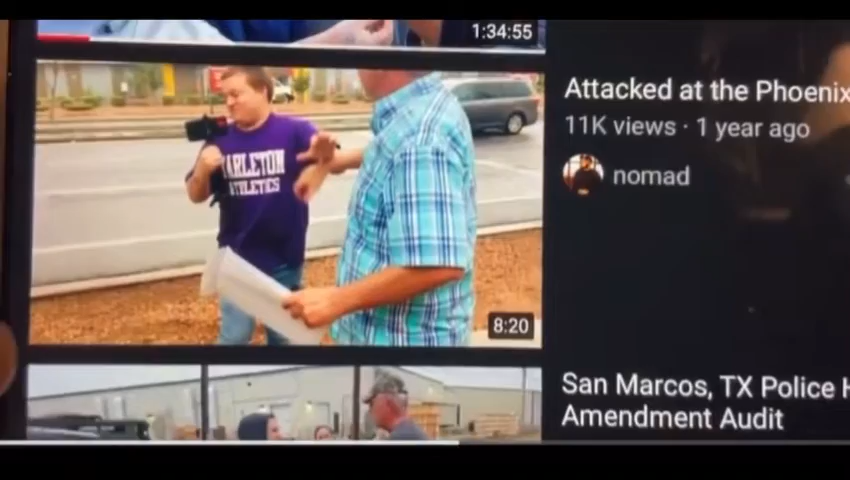 1:34:55
Attacked at the Phoenix
11K views · 1 year ago
nomad
TARLETON
ATHLETICS
8:20
San Marcos, TX Police
Amendment Audit